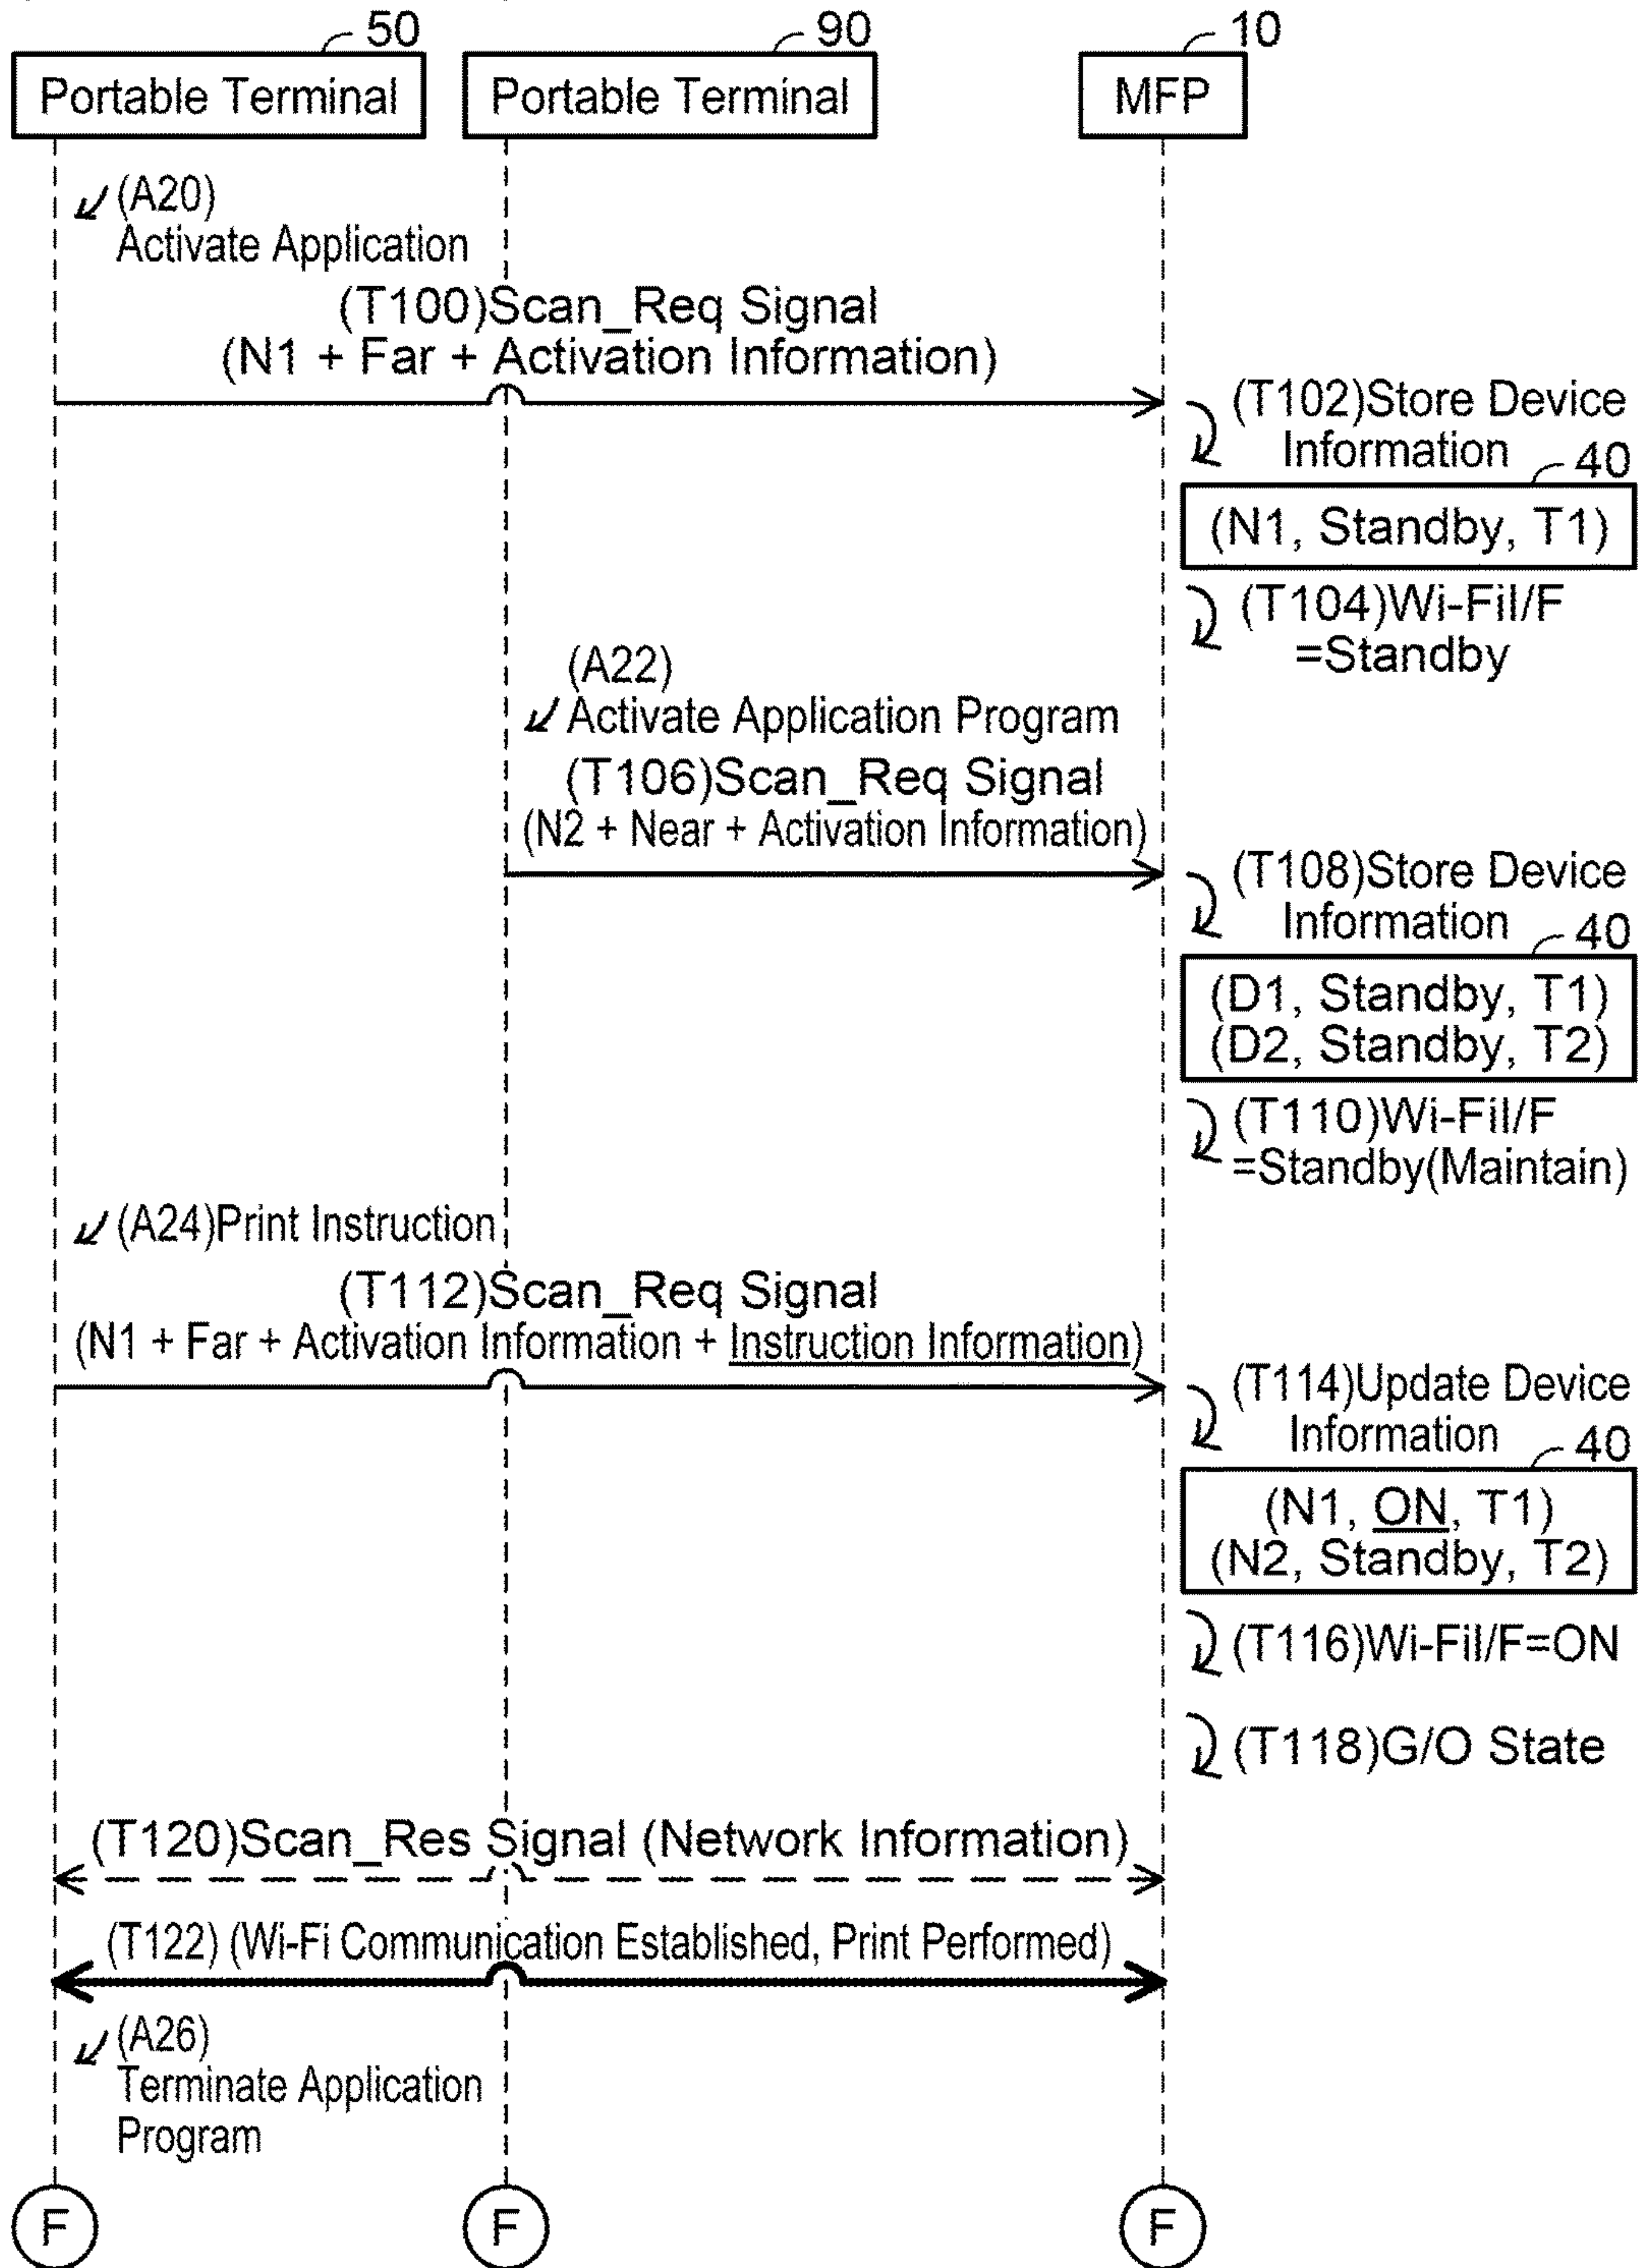 50
90
10
Portable Terminal
Portable Terminal
MFP
(A20)
Activate Application
(T100)Scan_Req Signal
(N1 + Far + Activation Information)
(T102)Store Device
Information
40
(N1, Standby, T1)
(T104)Wi-FiI/F
=Standby
(A22)
Activate Application Program
(T106)Scan_Req Signal
(N2 + Near + Activation Information)
(T108)Store Device
Information
40
(D1, Standby, T1)
(D2, Standby, T2)
(T110)Wi-FiI/F
=Standby(Maintain)
(A24)Print Instruction
(T112)Scan_Req Signal
(N1 + Far + Activation Information + Instruction Information)
(T114)Update Device
Information
40
(N1, ON, T1)
(N2, Standby, T2)
(T116)Wi-FiI/F=ON
(T118)G/O State
(T120)Scan_Res Signal (Network Information)
(T122) (Wi-Fi Communication Established, Print Performed)
(A26)
Terminate Application
Program
F
F
F